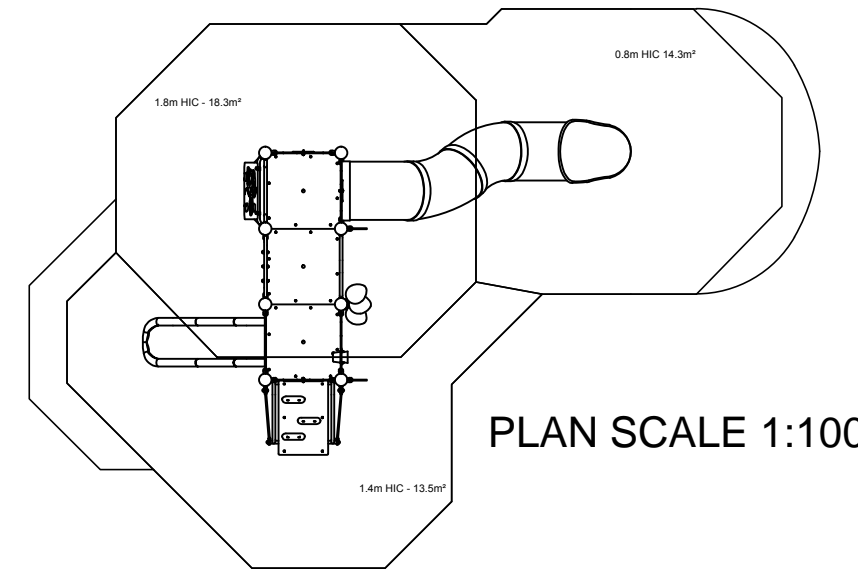 0.8m HIC 14.3m²
1.8m HIC - 18.3m²
PLAN SCALE 1:100
1.4m HIC - 13.5m²